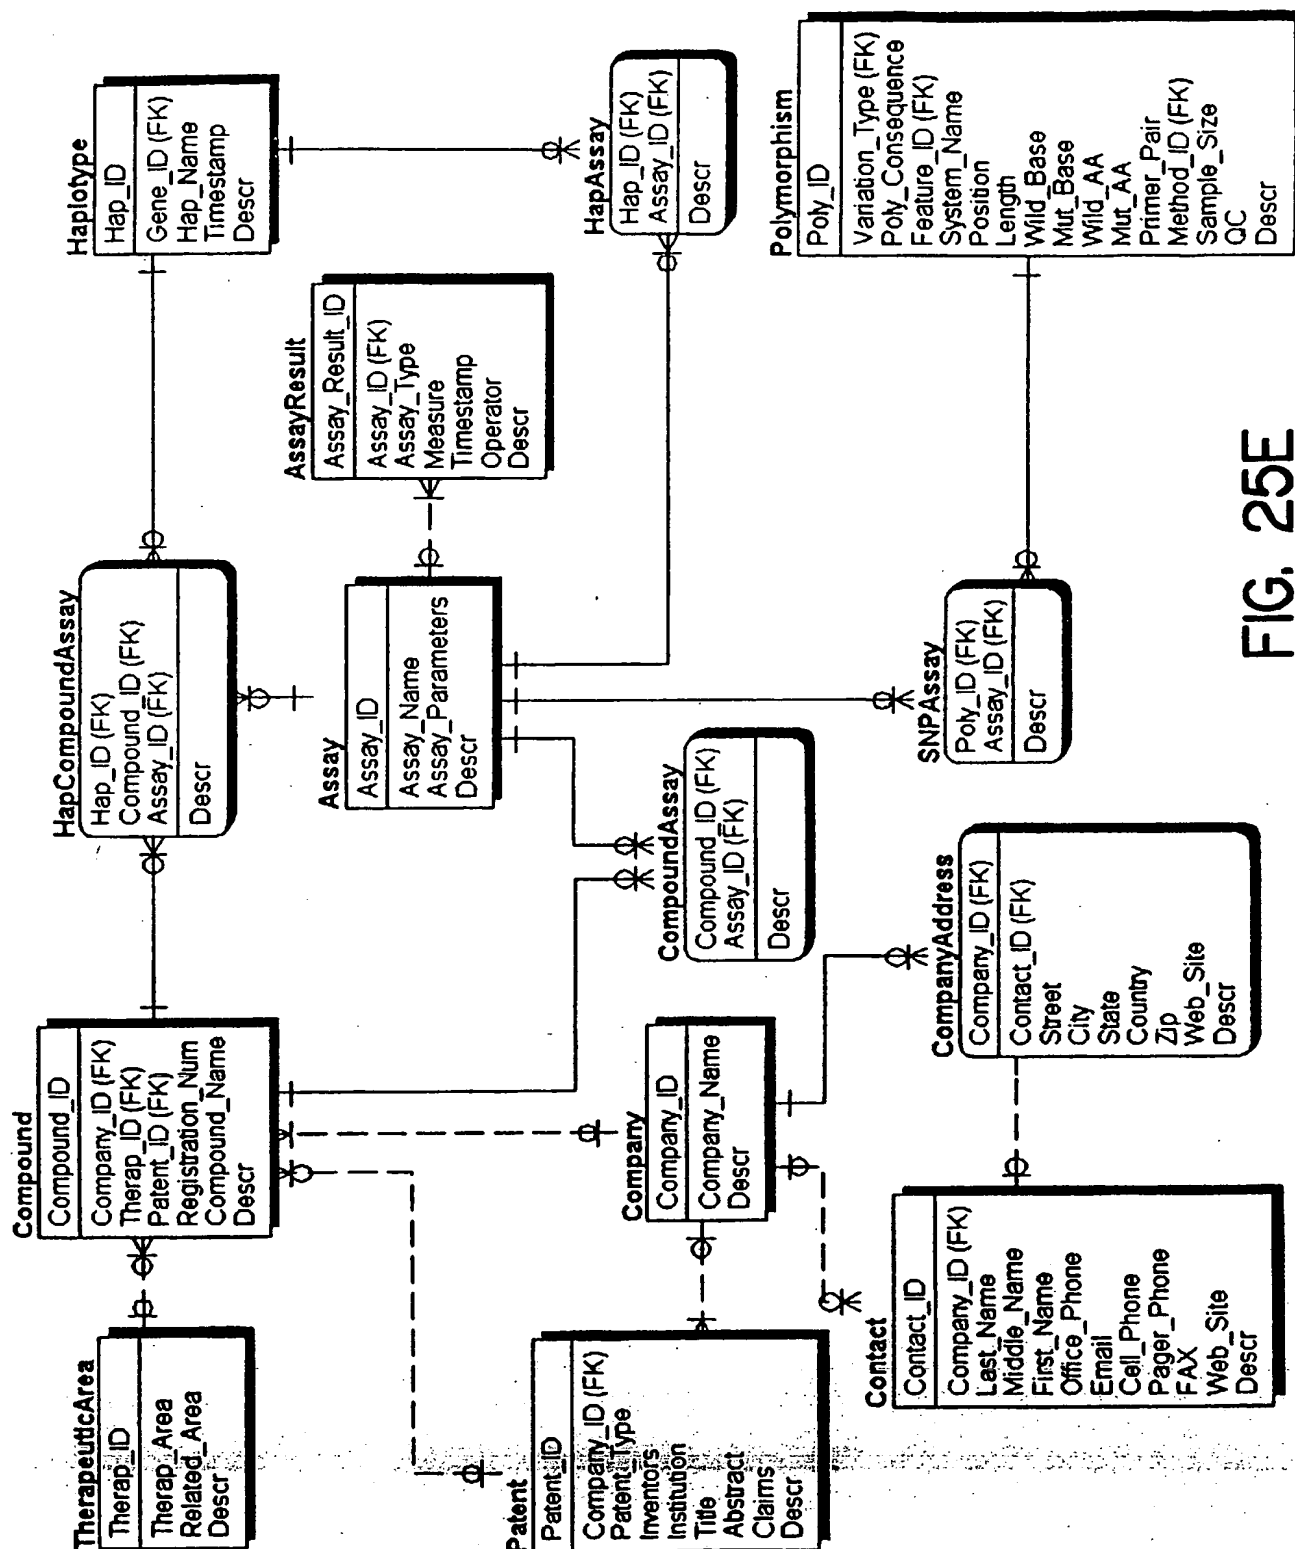 TherapeuticArea
Therap_ID
Therap_Area
Related_Area
Descr
Compound
Compound_ID
Company_ID (FK)
Therap_ID (FK)
Patent_ID (FK)
Registration_Num
Compound_Name
Descr
HapCompoundAssay
Hap_ID (FK)
Compound_ID (FK)
Assay_ID (FK)
Descr
Haplotype
Hap_ID
Gene_ID (FK)
Hap_Name
Timestamp
Descr
AssayResult
Assay_Result_ID
Assay_ID (FK)
Assay_Type
Measure
Timestamp
Operator
Descr
Assay
Assay_ID
Assay_Name
Assay_Parameters
Descr
HapAssay
Hap_ID (FK)
Assay_ID (FK)
Descr
Patent
Patent_ID
Company_ID (FK)
Patent_Type
Inventors
Institution
Title
Abstract
Claims
Descr
Company
Company_ID
Company_Name
Descr
CompoundAssay
Compound_ID (FK)
Assay_ID (FK)
Descr
Contact
Contact_ID
Company_ID (FK)
Last_Name
Middle_Name
First_Name
Office_Phone
Email
Cell_Phone
Pager_Phone
FAX
Web_Site
Descr
CompanyAddress
Company_ID (FK)
Contact_ID (FK)
Street
City
State
Country
Zip
Web_Site
Descr
SNPAssay
Poly_ID (FK)
Assay_ID (FK)
Descr
Polymorphism
Poly_ID
Variation_Type (FK)
Poly_Consequence
Feature_ID (FK)
System_Name
Position
Length
Wild_Base
Mut_Base
Wild_AA
Mut_AA
Primer_Pair
Method_ID (FK)
Sample_Size
QC
Descr
FIG. 25E